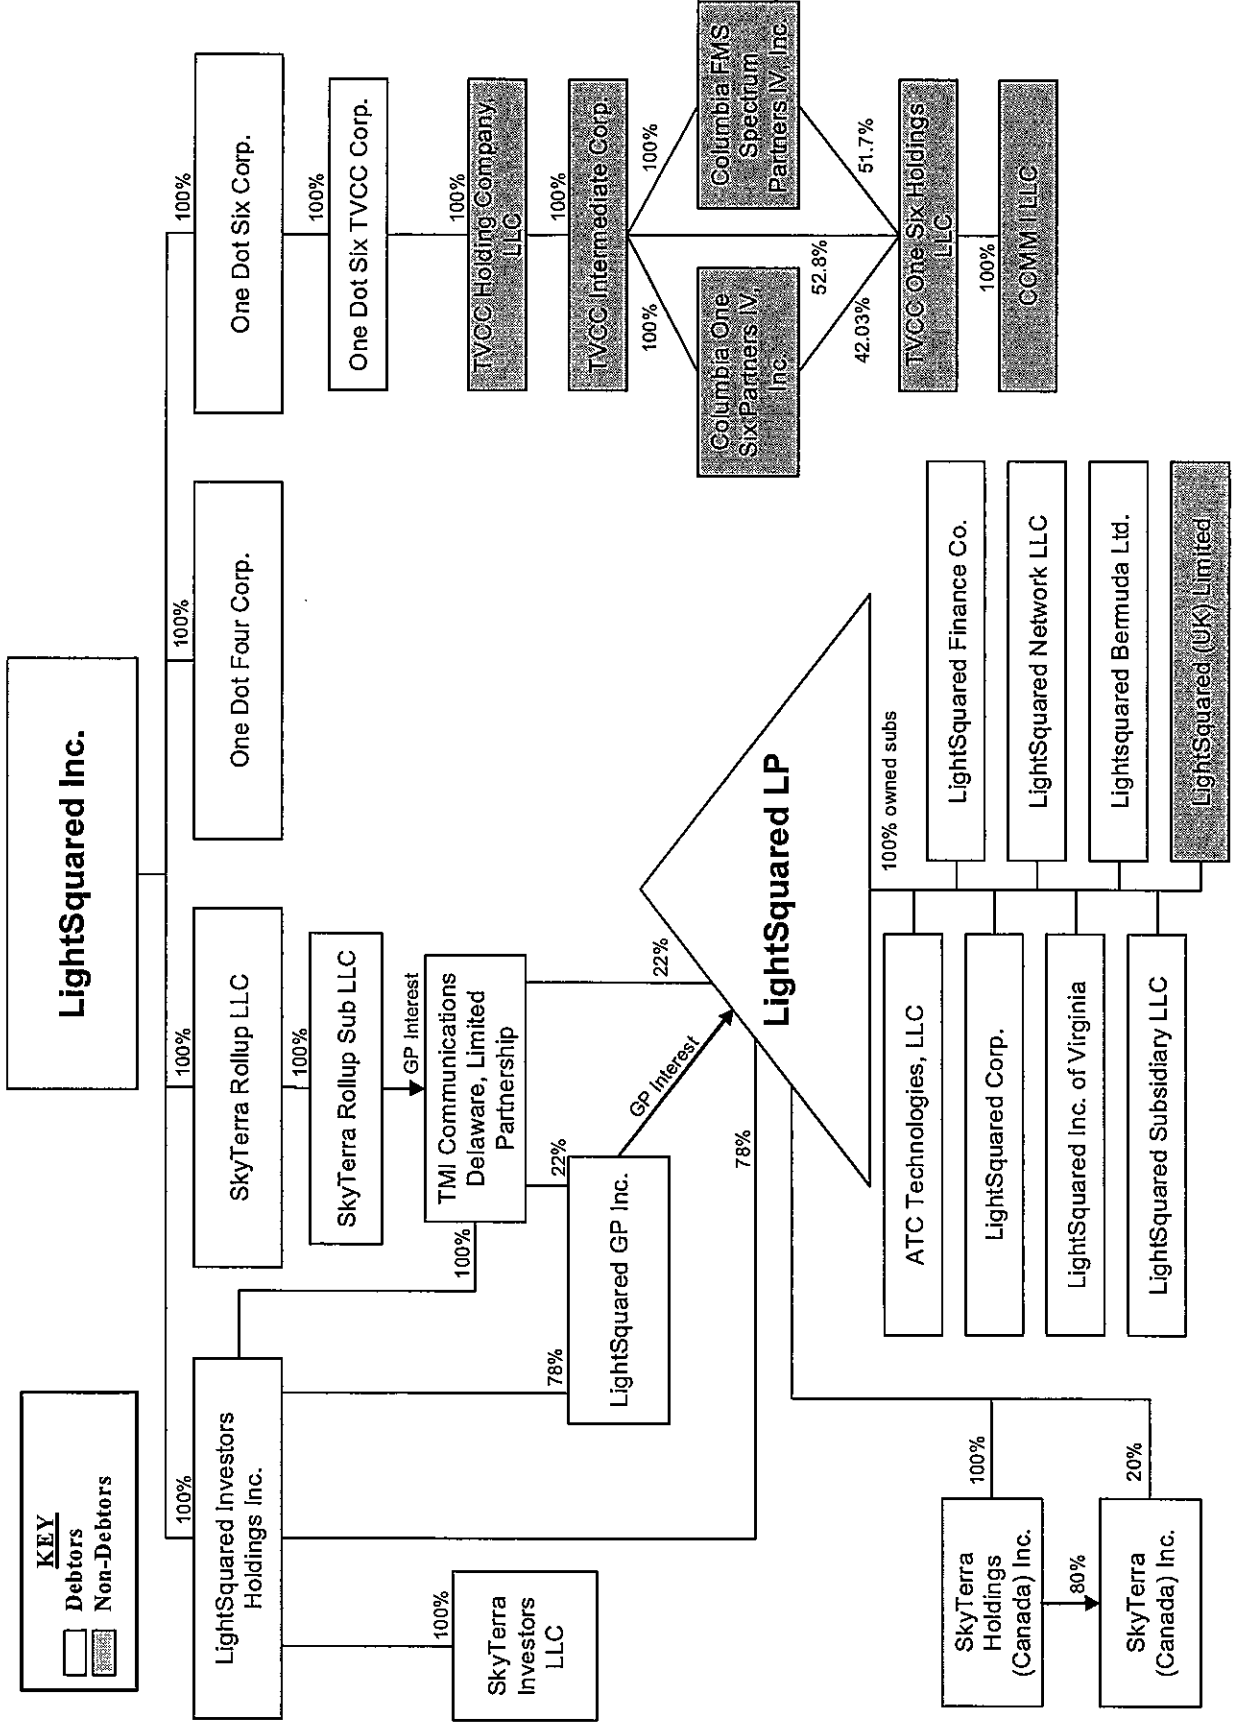 KEY
Debtors
Non-Debtors
LightSquared Inc.
100%
100%
100%
100%
LightSquared Investors
Holdings Inc.
SkyTerra Rollup LLC
One Dot Four Corp.
One Dot Six Corp.
100%
100%
SkyTerra Rollup Sub LLC
One Dot Six TVCC Corp.
GP Interest
100%
100%
TMI Communications
Delaware, Limited
Partnership
100%
TVCC Holding Company,
LLC
100%
SkyTerra
Investors
LLC
78%
22%
LightSquared GP Inc.
TVCC Intermediate Corp.
100%
100%
GP Interest
22%
78%
Columbia One
Six Partners IV,
Inc.
Columbia FMS
Spectrum
Partners IV, Inc.
LightSquared LP
52.8%
42.03%
51.7%
100% owned subs
TVCC One Six Holdings
LLC
100%
100%
SkyTerra
Holdings
(Canada) Inc.
ATC Technologies, LLC
LightSquared Finance Co.
COMM II LLC
LightSquared Corp.
LightSquared Network LLC
80%
20%
LightSquared Inc. of Virginia
Lightsquared Bermuda Ltd.
SkyTerra
(Canada) Inc.
LightSquared Subsidiary LLC
LightSquared (UK) Limited